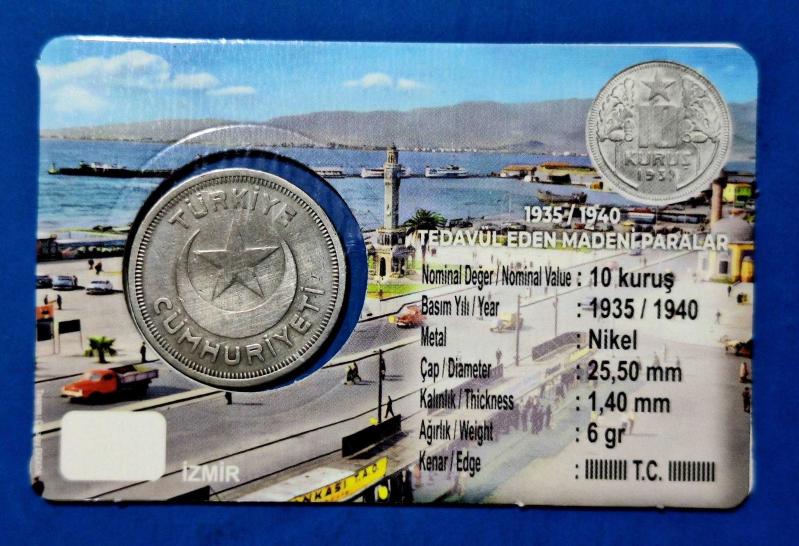 TÜRKİYE
CUMHURİYETİ
KURUŞ
1935 / 1940
TEDAVÜL EDEN MADENİ PARALAR
Nominal Değer / Nominal Value : 10 kuruş
Basım Yılı / Year : 1935 / 1940
Metal : Nikel
Çap / Diameter : 25,50 mm
Kalınlık / Thickness : 1,40 mm
Ağırlık / Weight : 6 gr
Kenar / Edge : T.C.
İZMİR
T.A.O.